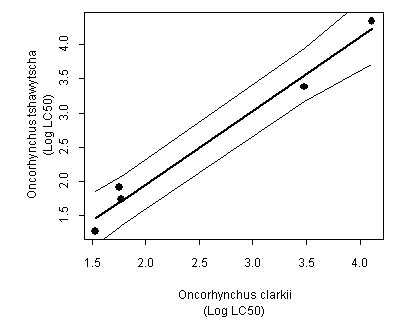 Oncorhynchus tshawytscha
(Log LC50)
4.0
3.5
3.0
2.5
2.0
1.5
1.5 2.0 2.5 3.0 3.5 4.0
Oncorhynchus clarkii
(Log LC50)